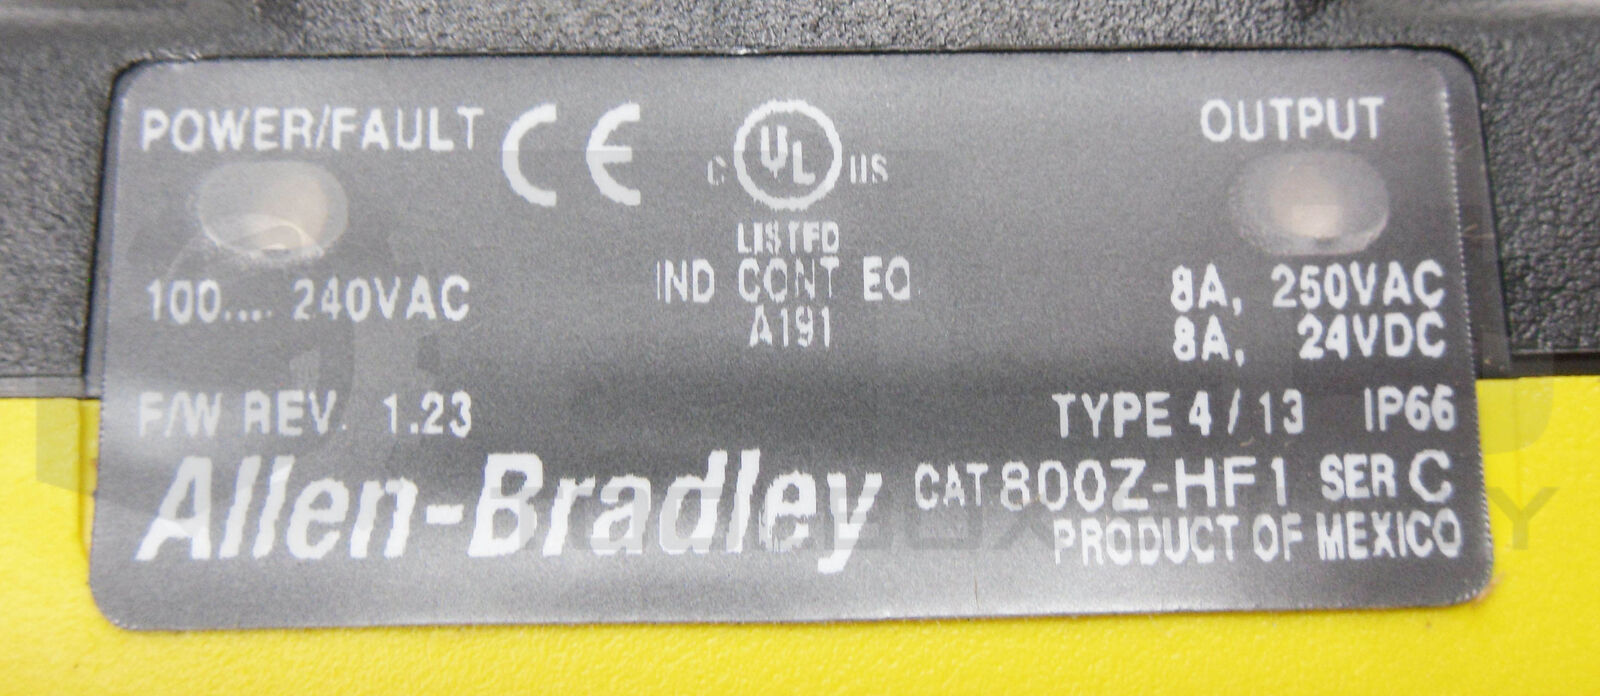 POWER/FAULT
CE
C UL US
OUTPUT
LISTED
100.... 240VAC
IND CONT EQ
8A, 250VAC
A191
8A, 24VDC
F/W REV. 1.23
TYPE 4 / 13 IP66
Allen-Bradley
CAT 800Z-HF1 SER C
PRODUCT OF MEXICO